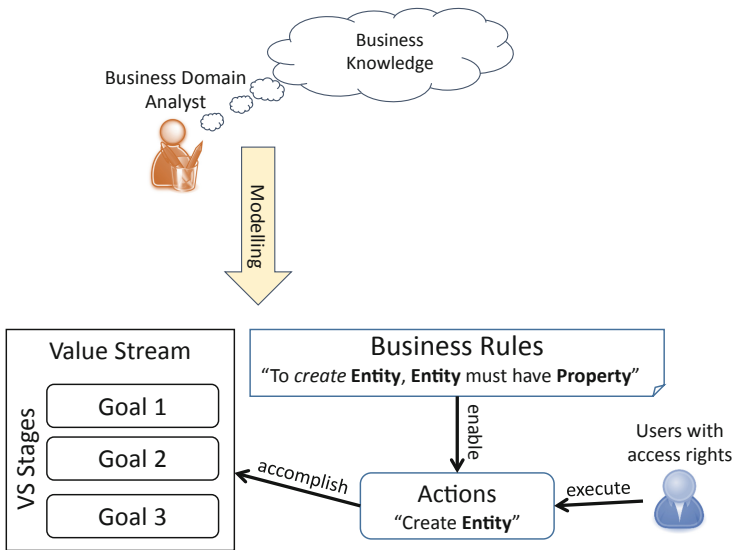 Business
Knowledge
Business Domain
Analyst
Modelling
Value Stream
VS Stages
Goal 1
Goal 2
Goal 3
Business Rules
“To create Entity, Entity must have Property”
enable
accomplish
Actions
“Create Entity”
execute
Users with
access rights